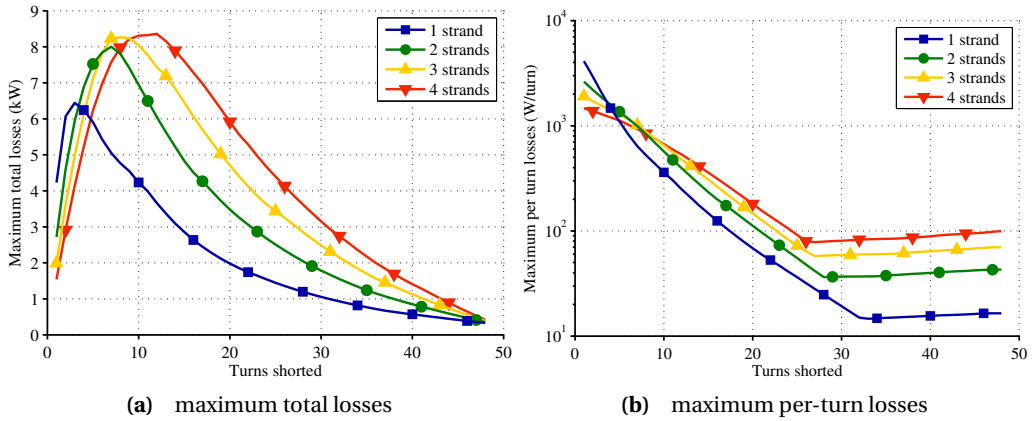 Maximum total losses (kW)
9
8
7
6
5
4
3
2
1
0
0
10
20
30
40
50
Turns shorted
1 strand
2 strands
3 strands
4 strands
(a) maximum total losses
Maximum per turn losses (W/turn)
10^4
10^3
10^2
10^1
0
10
20
30
40
50
Turns shorted
1 strand
2 strands
3 strands
4 strands
(b) maximum per-turn losses